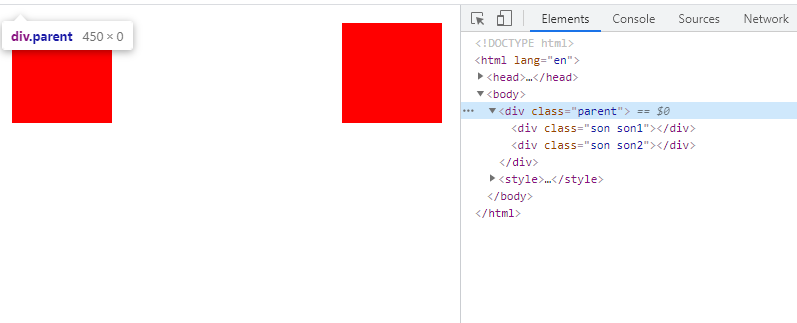 div.parent 450 × 0
Elements Console Sources Network
<!DOCTYPE html>
<html lang="en">
<head>…</head>
<body>
<div class="parent"> == $0
<div class="son son1"></div>
<div class="son son2"></div>
</div>
<style>…</style>
</body>
</html>